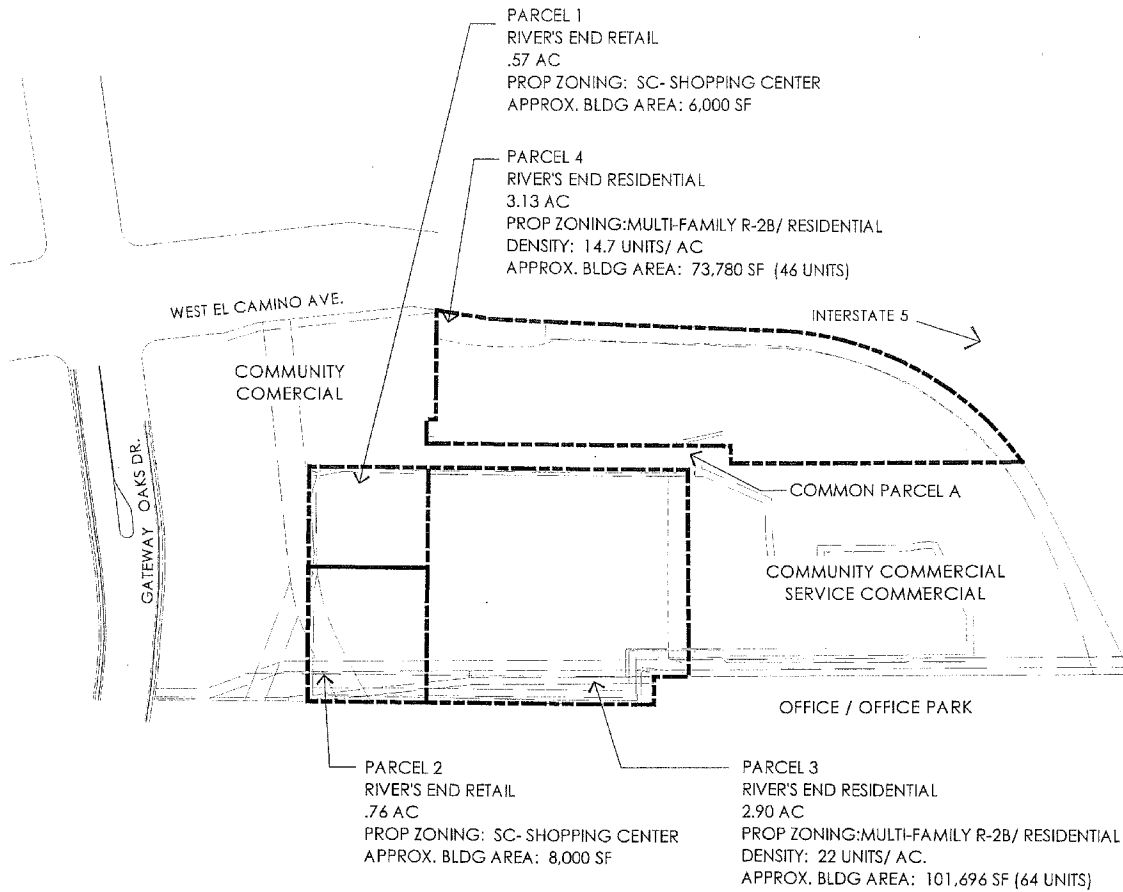 PARCEL 1
RIVER'S END RETAIL
.57 AC
PROP ZONING: SC- SHOPPING CENTER
APPROX. BLDG AREA: 6,000 SF
PARCEL 4
RIVER'S END RESIDENTIAL
3.13 AC
PROP ZONING:MULTI-FAMILY R-2B/ RESIDENTIAL
DENSITY: 14.7 UNITS/ AC
APPROX. BLDG AREA: 73,780 SF (46 UNITS)
WEST EL CAMINO AVE.
INTERSTATE 5
COMMUNITY
COMERCIAL
GATEWAY OAKS DR.
COMMON PARCEL A
COMMUNITY COMMERCIAL
SERVICE COMMERCIAL
OFFICE / OFFICE PARK
PARCEL 2
RIVER'S END RETAIL
.76 AC
PROP ZONING: SC- SHOPPING CENTER
APPROX. BLDG AREA: 8,000 SF
PARCEL 3
RIVER'S END RESIDENTIAL
2.90 AC
PROP ZONING:MULTI-FAMILY R-2B/ RESIDENTIAL
DENSITY: 22 UNITS/ AC.
APPROX. BLDG AREA: 101,696 SF (64 UNITS)